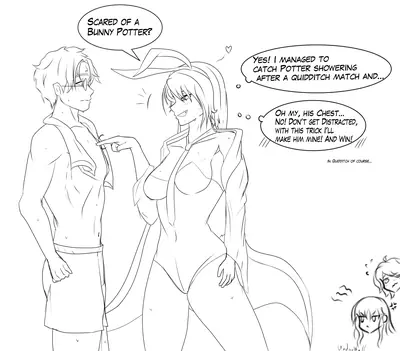 SCARED OF A
BUNNY POTTER?
YES! I MANAGED TO
CATCH POTTER SHOWERING
AFTER A QUIDDITCH MATCH AND...
OH MY, HIS CHEST...
NO! DON'T GET DISTRACTED,
WITH THIS TRICK I'LL
MAKE HIM MINE! AND WIN!
IN QUIDDITCH OF COURSE...